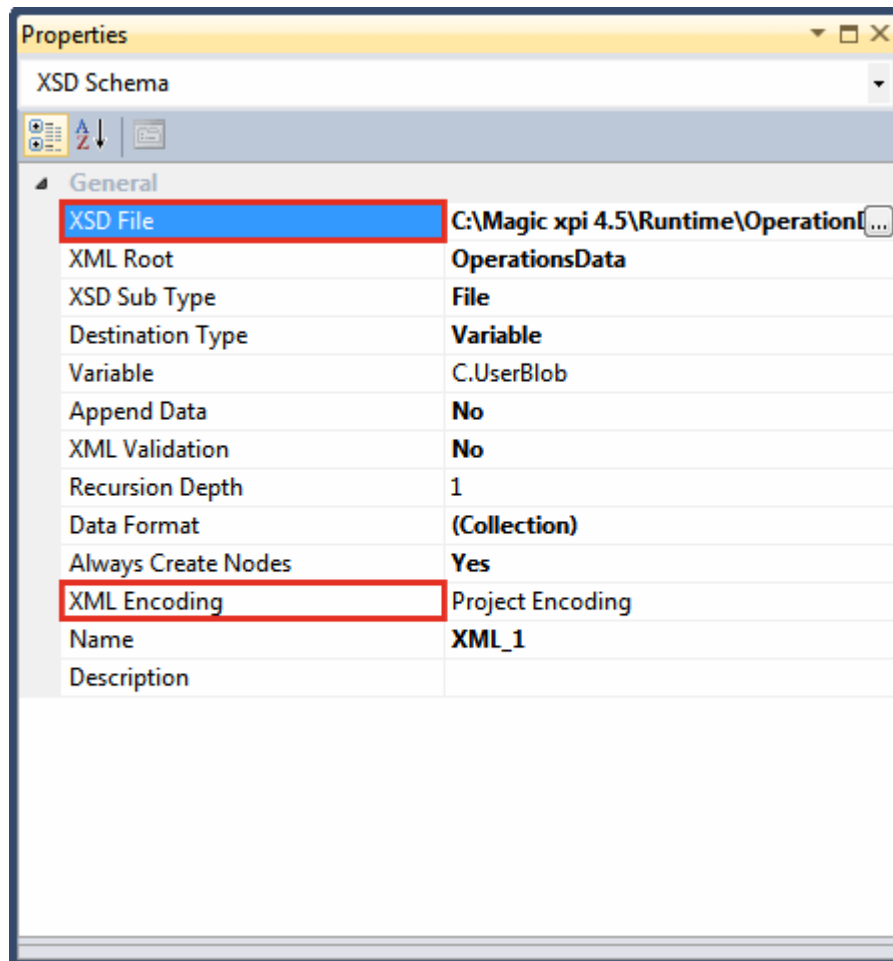 Properties
XSD Schema
General
XSD File C:\Magic xpi 4.5\Runtime\Operation ...
XML Root OperationsData
XSD Sub Type File
Destination Type Variable
Variable C.UserBlob
Append Data No
XML Validation No
Recursion Depth 1
Data Format (Collection)
Always Create Nodes Yes
XML Encoding Project Encoding
Name XML_1
Description